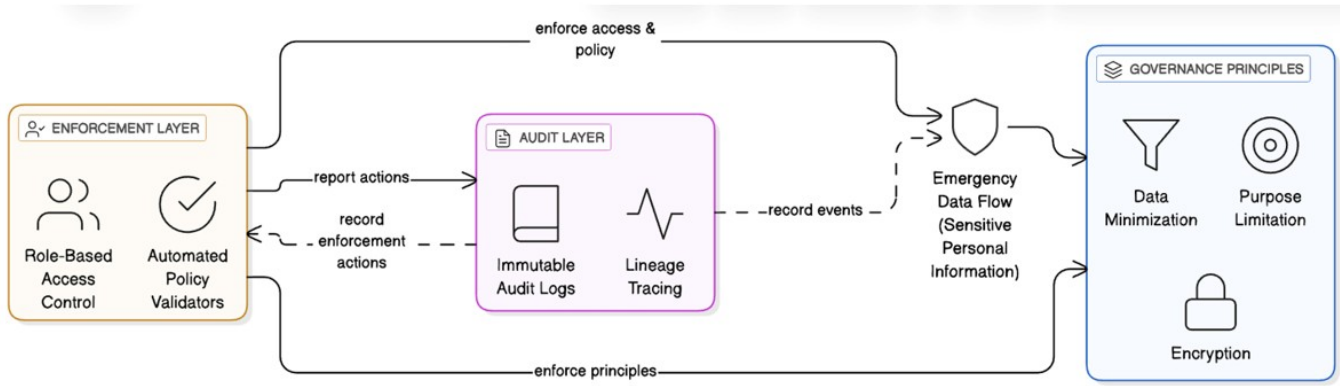 enforce access &
policy
ENFORCEMENT LAYER
Role-Based
Access
Control
Automated
Policy
Validators
report actions
record
enforcement
actions
AUDIT LAYER
Immutable
Audit Logs
Lineage
Tracing
record events
Emergency
Data Flow
(Sensitive
Personal
Information)
GOVERNANCE PRINCIPLES
Data
Minimization
Purpose
Limitation
Encryption
enforce principles